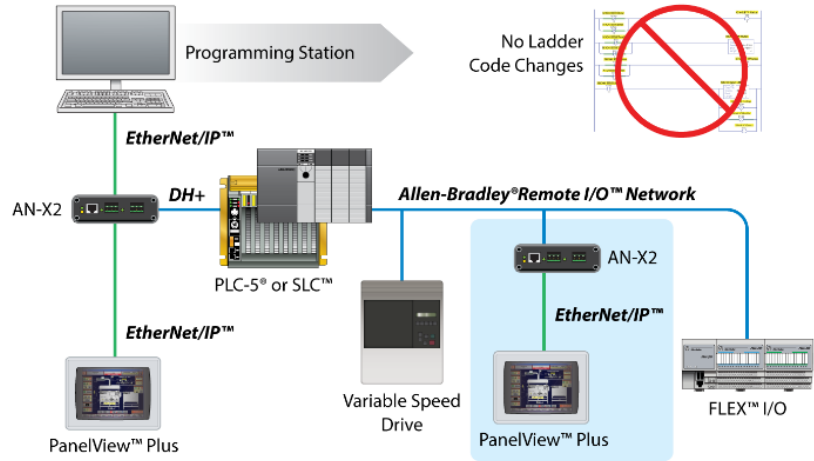 Programming Station
No Ladder
Code Changes
EtherNet/IP™
AN-X2
DH+
Allen-Bradley®Remote I/O™ Network
PLC-5® or SLC™
AN-X2
EtherNet/IP™
EtherNet/IP™
Variable Speed
Drive
PanelView™ Plus
FLEX™ I/O
PanelView™ Plus